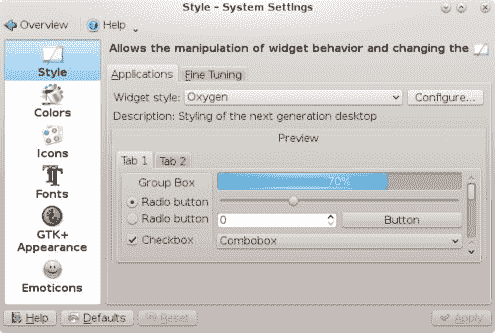 Style - System Settings
Overview Help
Allows the manipulation of widget behavior and changing the
Style
Colors
Icons
Fonts
GTK+
Appearance
Emoticons
Applications Fine Tuning
Widget style: Oxygen Configure...
Description: Styling of the next generation desktop
Preview
Tab 1 Tab 2
Group Box 70%
Radio button
Radio button 0 Button
Checkbox Combobox
Help Defaults Reset Apply